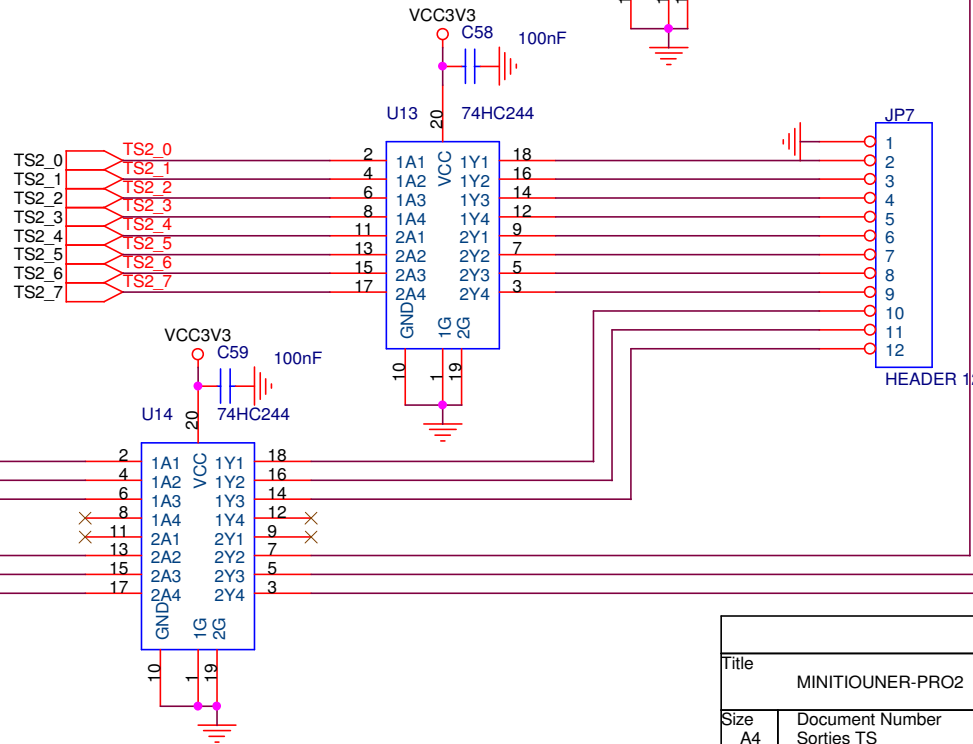 VCC3V3
C58
100nF
U13
20
74HC244
JP7
TS2_0
TS2_1
TS2_2
TS2_3
TS2_4
TS2_5
TS2_6
TS2_7
TS2_0
TS2_1
TS2_2
TS2_3
TS2_4
TS2_5
TS2_6
TS2_7
2 1A1 VCC 1Y1 18
4 1A2 1Y2 16
6 1A3 1Y3 14
8 1A4 1Y4 12
11 2A1 2Y1 9
13 2A2 2Y2 7
15 2A3 2Y3 5
17 2A4 2Y4 3
GND 1G 2G
10 1 19
1
2
3
4
5
6
7
8
9
10
11
12
HEADER 12
VCC3V3
C59
100nF
U14
20
74HC244
2 1A1 VCC 1Y1 18
4 1A2 1Y2 16
6 1A3 1Y3 14
8 1A4 1Y4 12
11 2A1 2Y1 9
13 2A2 2Y2 7
15 2A3 2Y3 5
17 2A4 2Y4 3
GND 1G 2G
10 1 19
Title
MINITIOUNER-PRO2
Size
A4
Document Number
Sorties TS